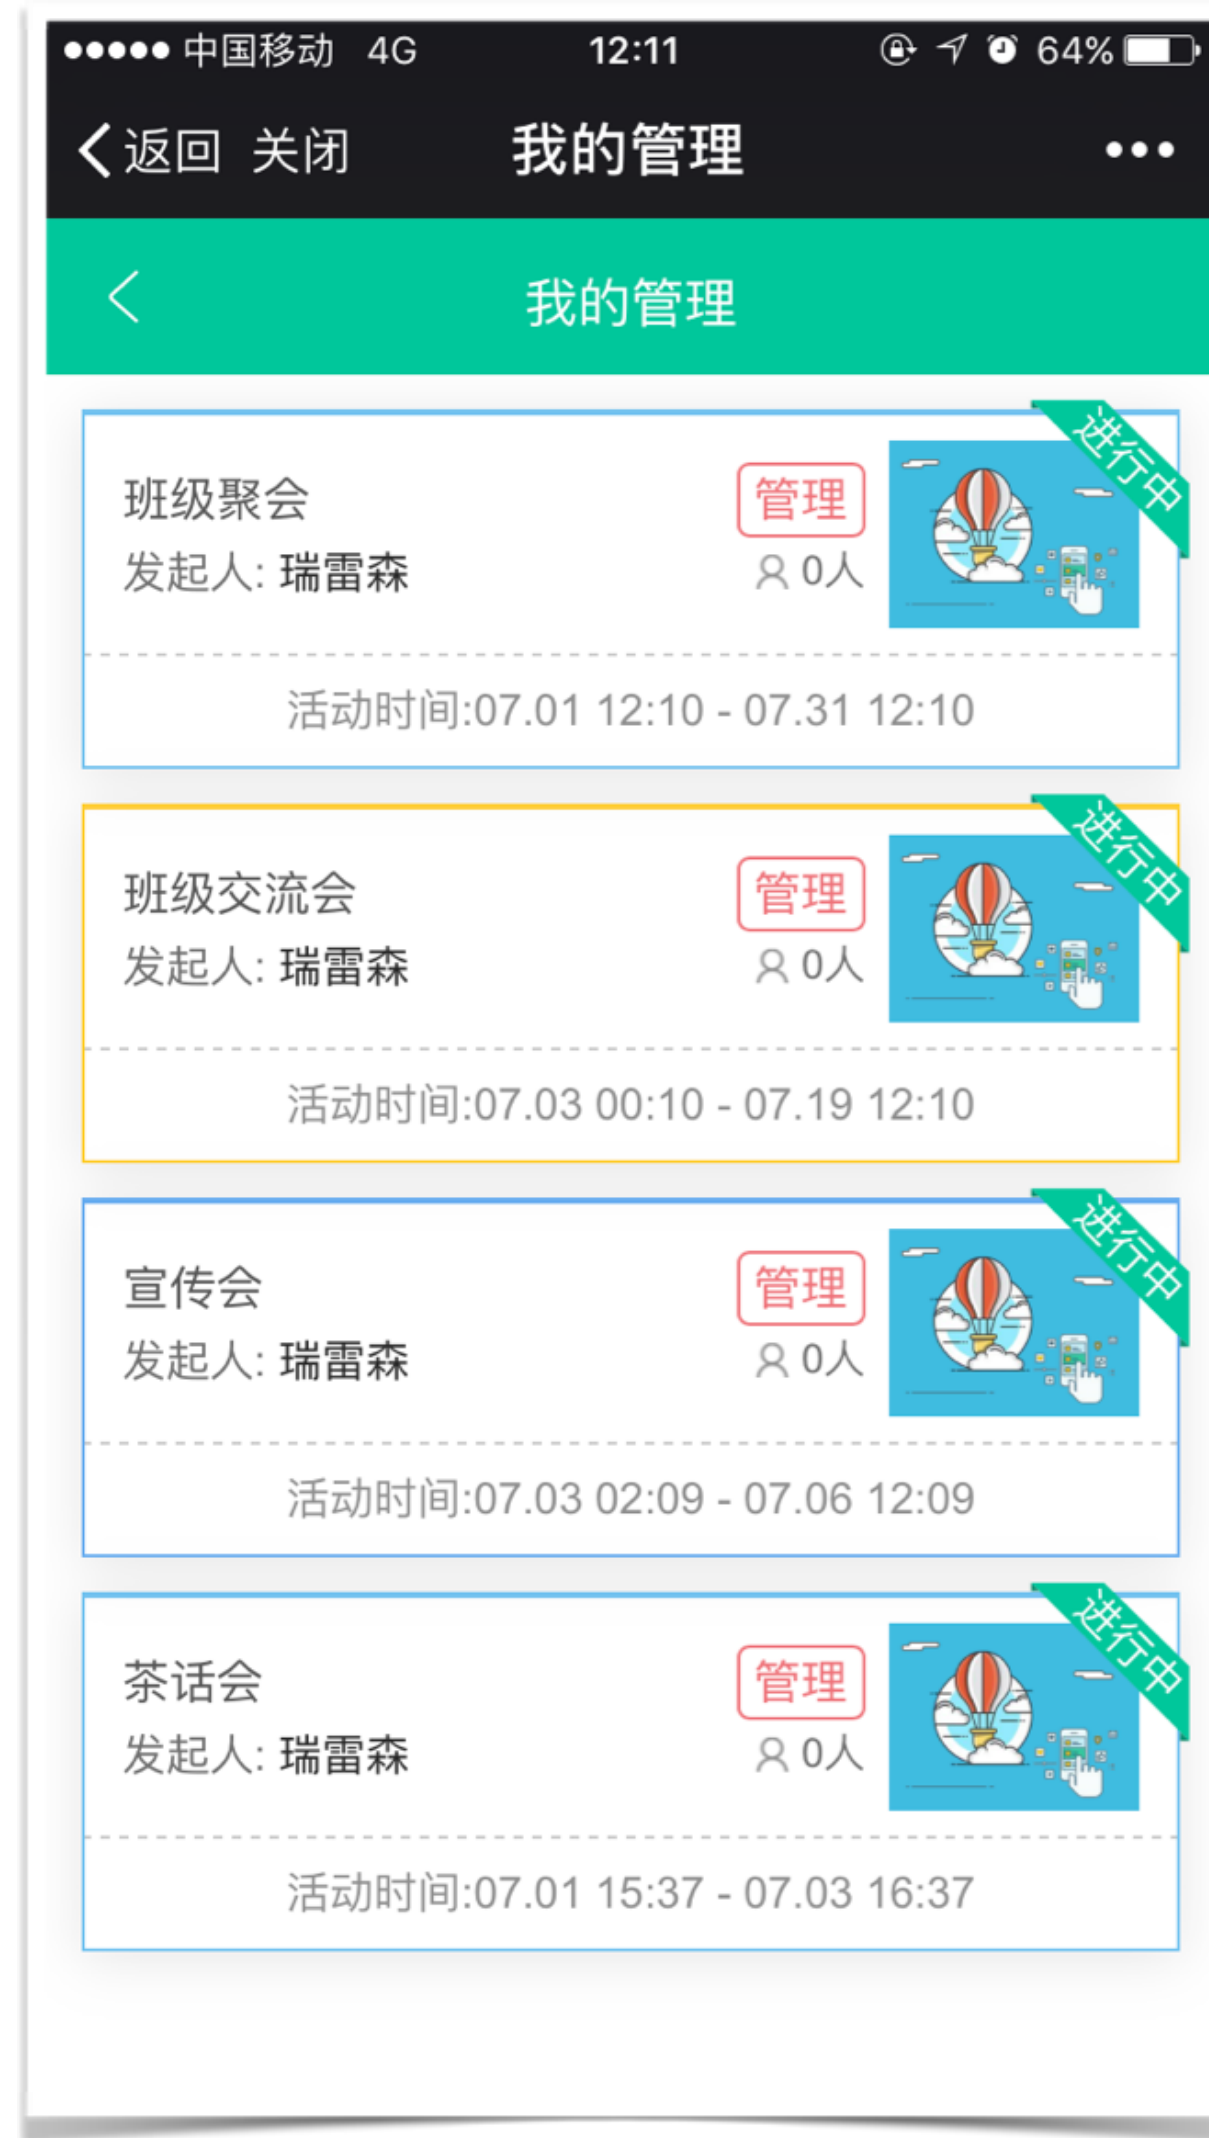 中国移动 4G 12:11 64%
返回 关闭 我的管理
我的管理
进行中
班级聚会 管理
发起人: 瑞雷森 0人
活动时间:07.01 12:10 - 07.31 12:10
进行中
班级交流会 管理
发起人: 瑞雷森 0人
活动时间:07.03 00:10 - 07.19 12:10
进行中
宣传会 管理
发起人: 瑞雷森 0人
活动时间:07.03 02:09 - 07.06 12:09
进行中
茶话会 管理
发起人: 瑞雷森 0人
活动时间:07.01 15:37 - 07.03 16:37